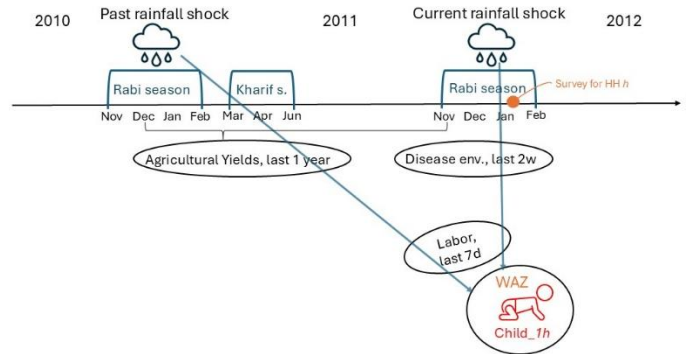 Past rainfall shock
Current rainfall shock
2010
2011
2012
Rabi season
Kharif s.
Rabi season
Survey for HH h
Nov Dec Jan Feb Mar Apr Jun
Nov Dec Jan Feb
Agricultural Yields, last 1 year
Disease env., last 2w
Labor,
last 7d
WAZ
Child_1h